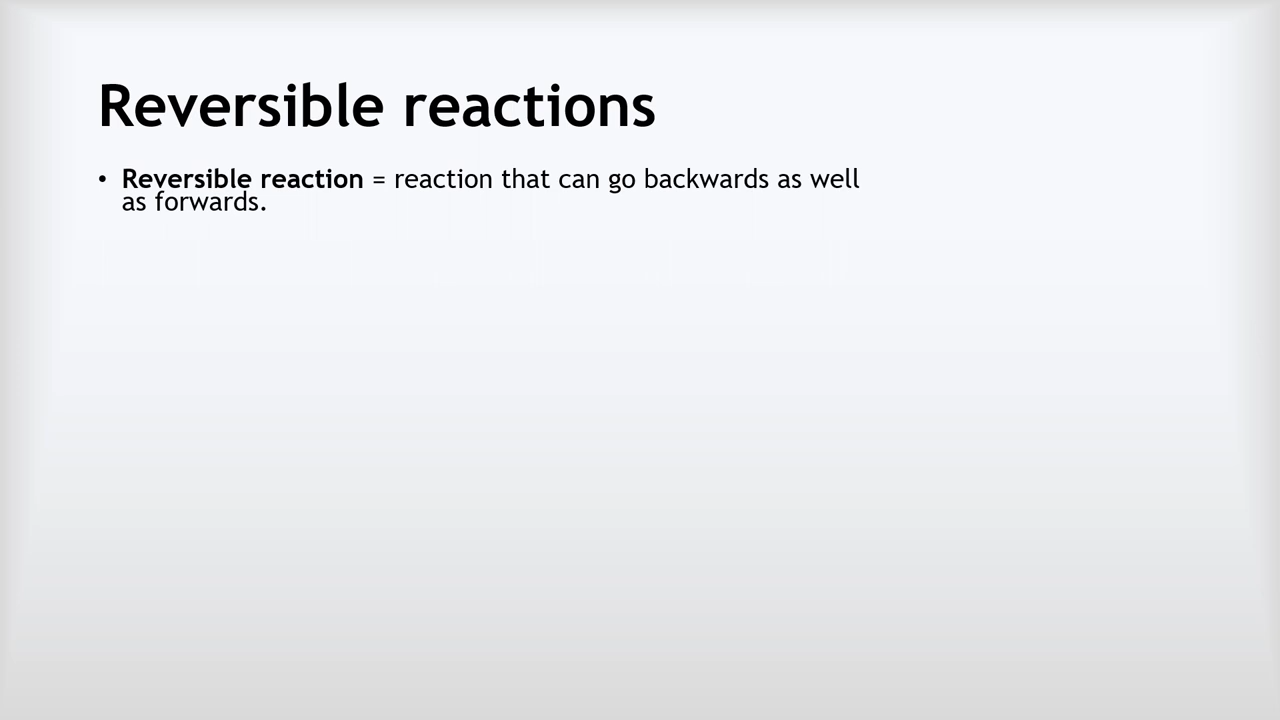 Reversible reactions
• Reversible reaction = reaction that can go backwards as well
as forwards.